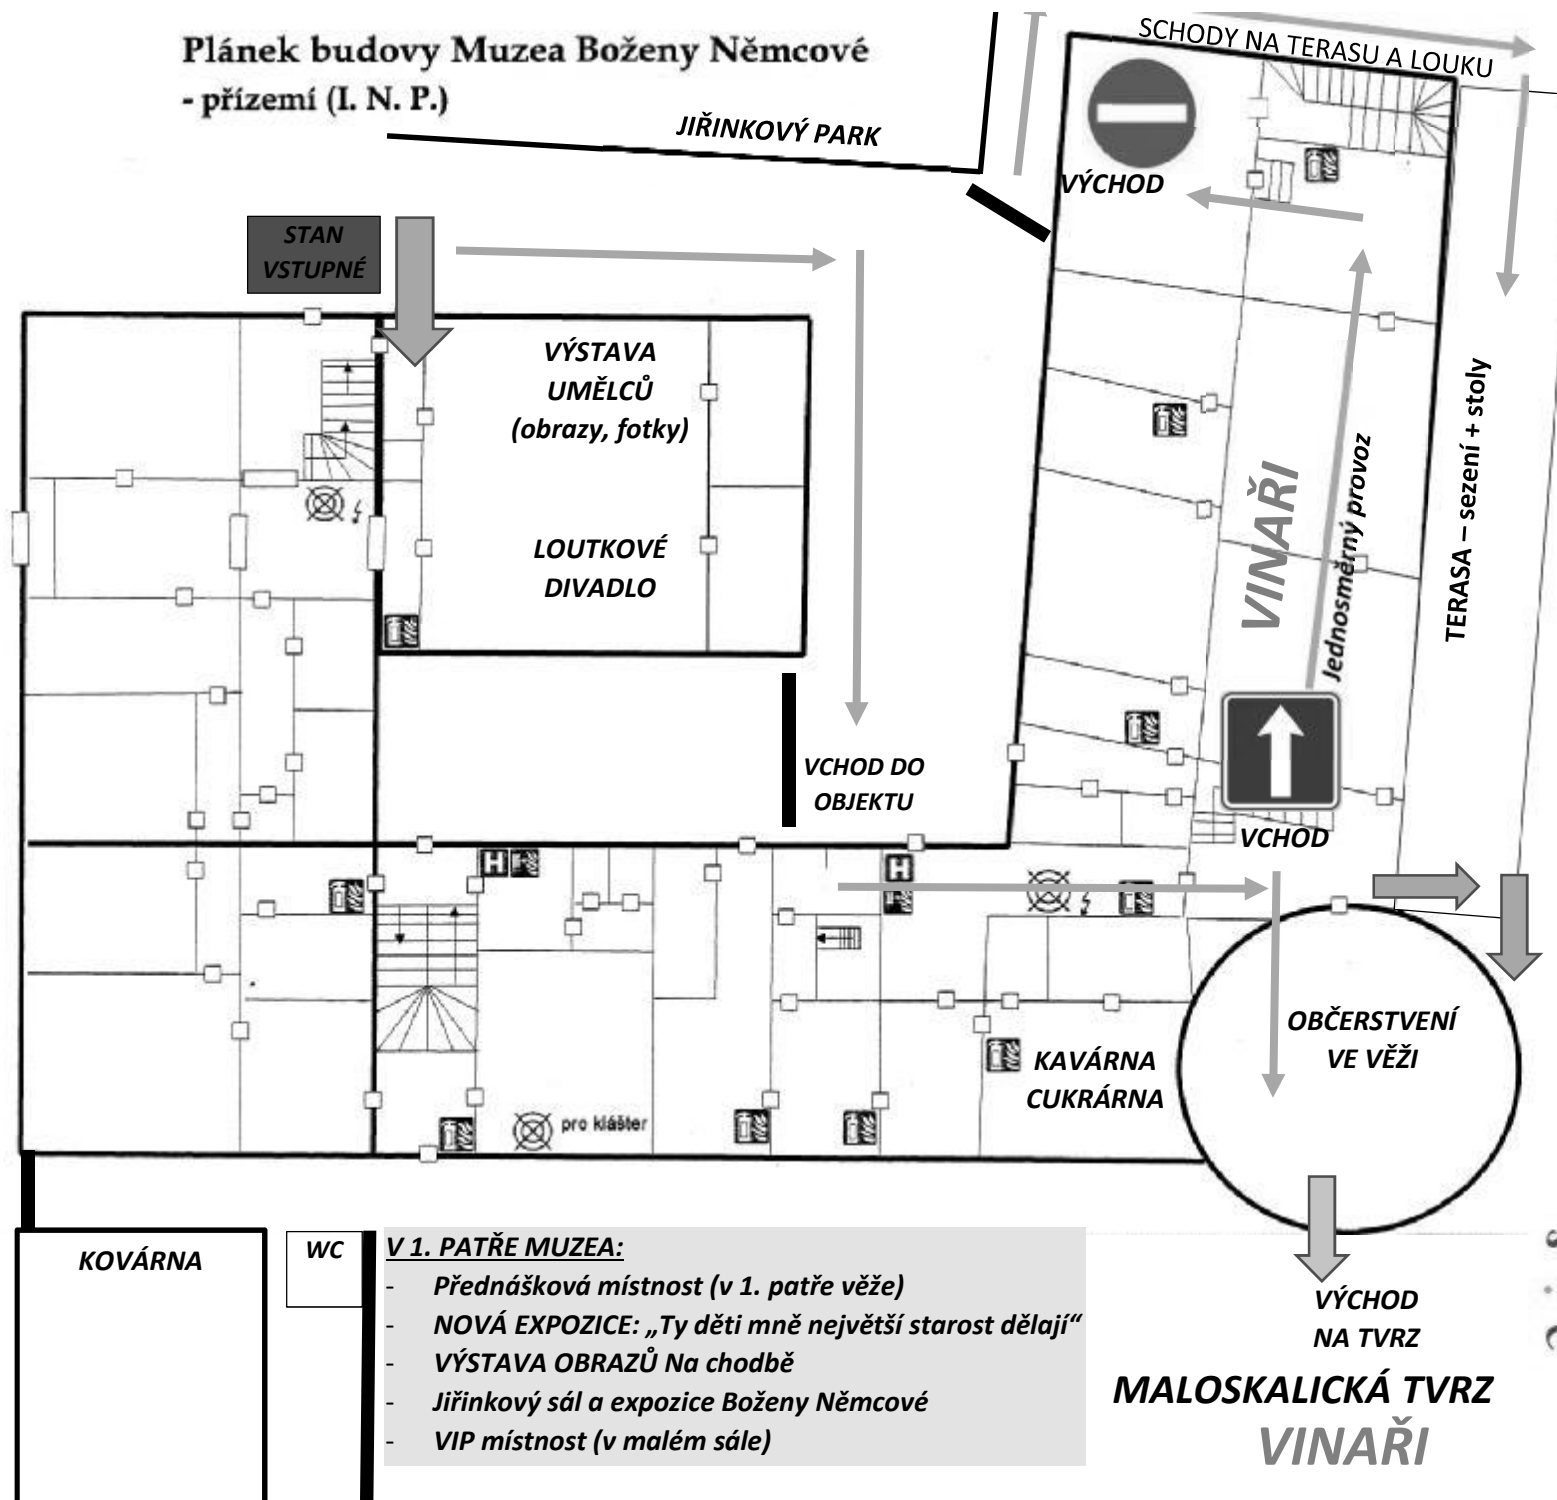 Plánek budovy Muzea Boženy Němcové
- přízemí (I. N. P.)
SCHODY NA TERASU A LOUKU
JIŘINKOVÝ PARK
VÝCHOD
STAN
VSTUPNÉ
VÝSTAVA
UMĚLCŮ
(obrazy, fotky)
LOUTKOVÉ
DIVADLO
VINAŘI
Jednosměrný provoz
TERASA – sezení + stoly
VCHOD DO
OBJEKTU
VCHOD
H
H
OBČERSTVENÍ
VE VĚŽI
KAVÁRNA
CUKRÁRNA
pro klášter
KOVÁRNA
WC
V 1. PATŘE MUZEA:
- Přednášková místnost (v 1. patře věže)
- NOVÁ EXPOZICE: „Ty děti mně největší starost dělají“
- VÝSTAVA OBRAZŮ Na chodbě
- Jiřinkový sál a expozice Boženy Němcové
- VIP místnost (v malém sále)
VÝCHOD
NA TVRZ
MALOSKALICKÁ TVRZ
VINAŘI